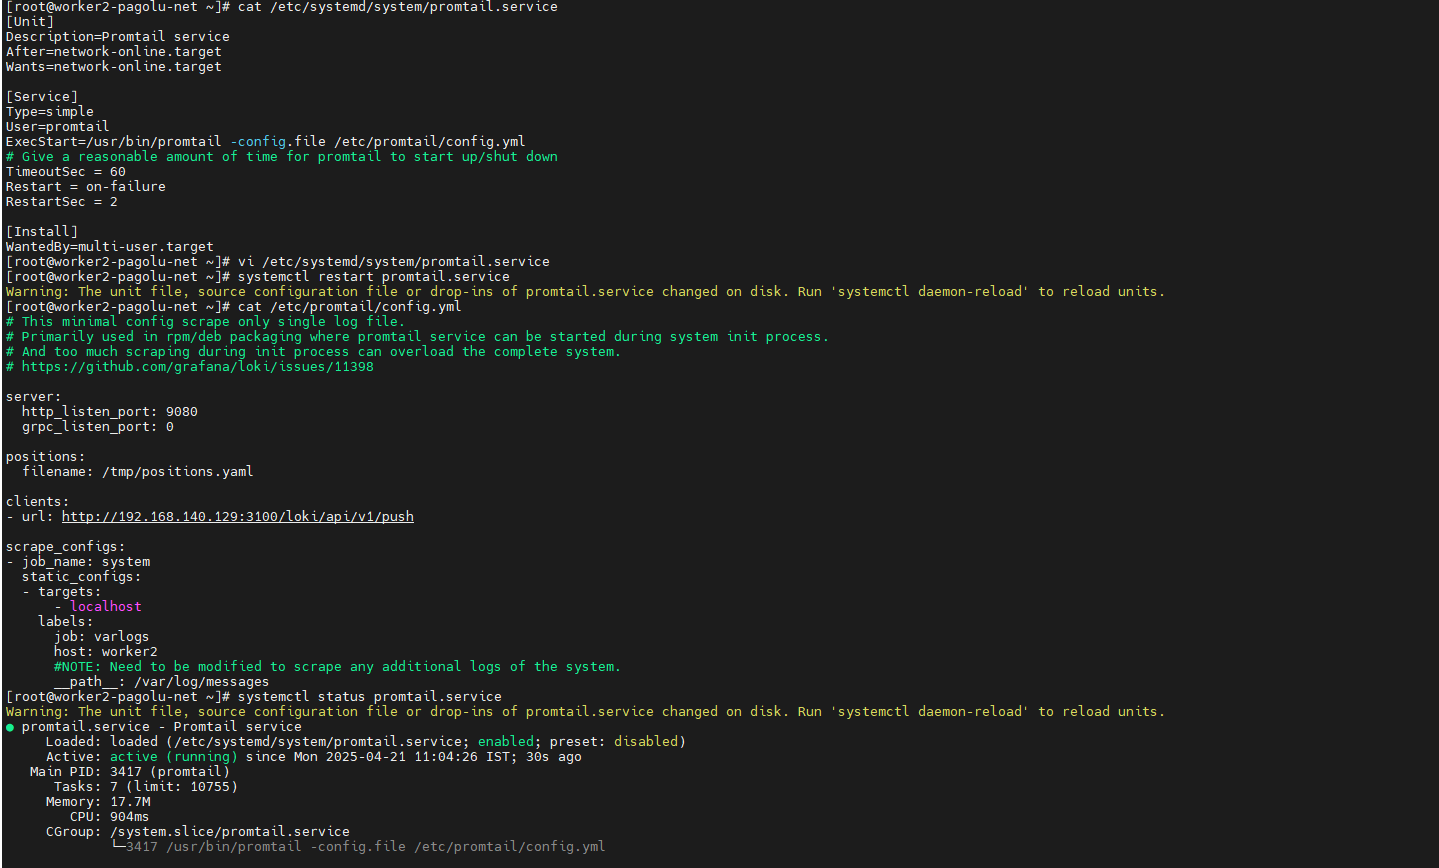 [root@worker2-pagolu-net ~]# cat /etc/systemd/system/promtail.service
[Unit]
Description=Promtail service
After=network-online.target
Wants=network-online.target

[Service]
Type=simple
User=promtail
ExecStart=/usr/bin/promtail -config.file /etc/promtail/config.yml
# Give a reasonable amount of time for promtail to start up/shut down
TimeoutSec = 60
Restart = on-failure
RestartSec = 2

[Install]
WantedBy=multi-user.target
[root@worker2-pagolu-net ~]# vi /etc/systemd/system/promtail.service
[root@worker2-pagolu-net ~]# systemctl restart promtail.service
Warning: The unit file, source configuration file or drop-ins of promtail.service changed on disk. Run 'systemctl daemon-reload' to reload units.
[root@worker2-pagolu-net ~]# cat /etc/promtail/config.yml
# This minimal config scrape only single log file.
# Primarily used in rpm/deb packaging where promtail service can be started during system init process.
# And too much scraping during init process can overload the complete system.
# https://github.com/grafana/loki/issues/11398

server:
  http_listen_port: 9080
  grpc_listen_port: 0

positions:
  filename: /tmp/positions.yaml

clients:
- url: http://192.168.140.129:3100/loki/api/v1/push

scrape_configs:
- job_name: system
  static_configs:
  - targets:
      - localhost
    labels:
      job: varlogs
      host: worker2
      #NOTE: Need to be modified to scrape any additional logs of the system.
      __path__: /var/log/messages
[root@worker2-pagolu-net ~]# systemctl status promtail.service
Warning: The unit file, source configuration file or drop-ins of promtail.service changed on disk. Run 'systemctl daemon-reload' to reload units.
● promtail.service - Promtail service
     Loaded: loaded (/etc/systemd/system/promtail.service; enabled; preset: disabled)
     Active: active (running) since Mon 2025-04-21 11:04:26 IST; 30s ago
   Main PID: 3417 (promtail)
      Tasks: 7 (limit: 10755)
     Memory: 17.7M
        CPU: 904ms
     CGroup: /system.slice/promtail.service
             └─3417 /usr/bin/promtail -config.file /etc/promtail/config.yml